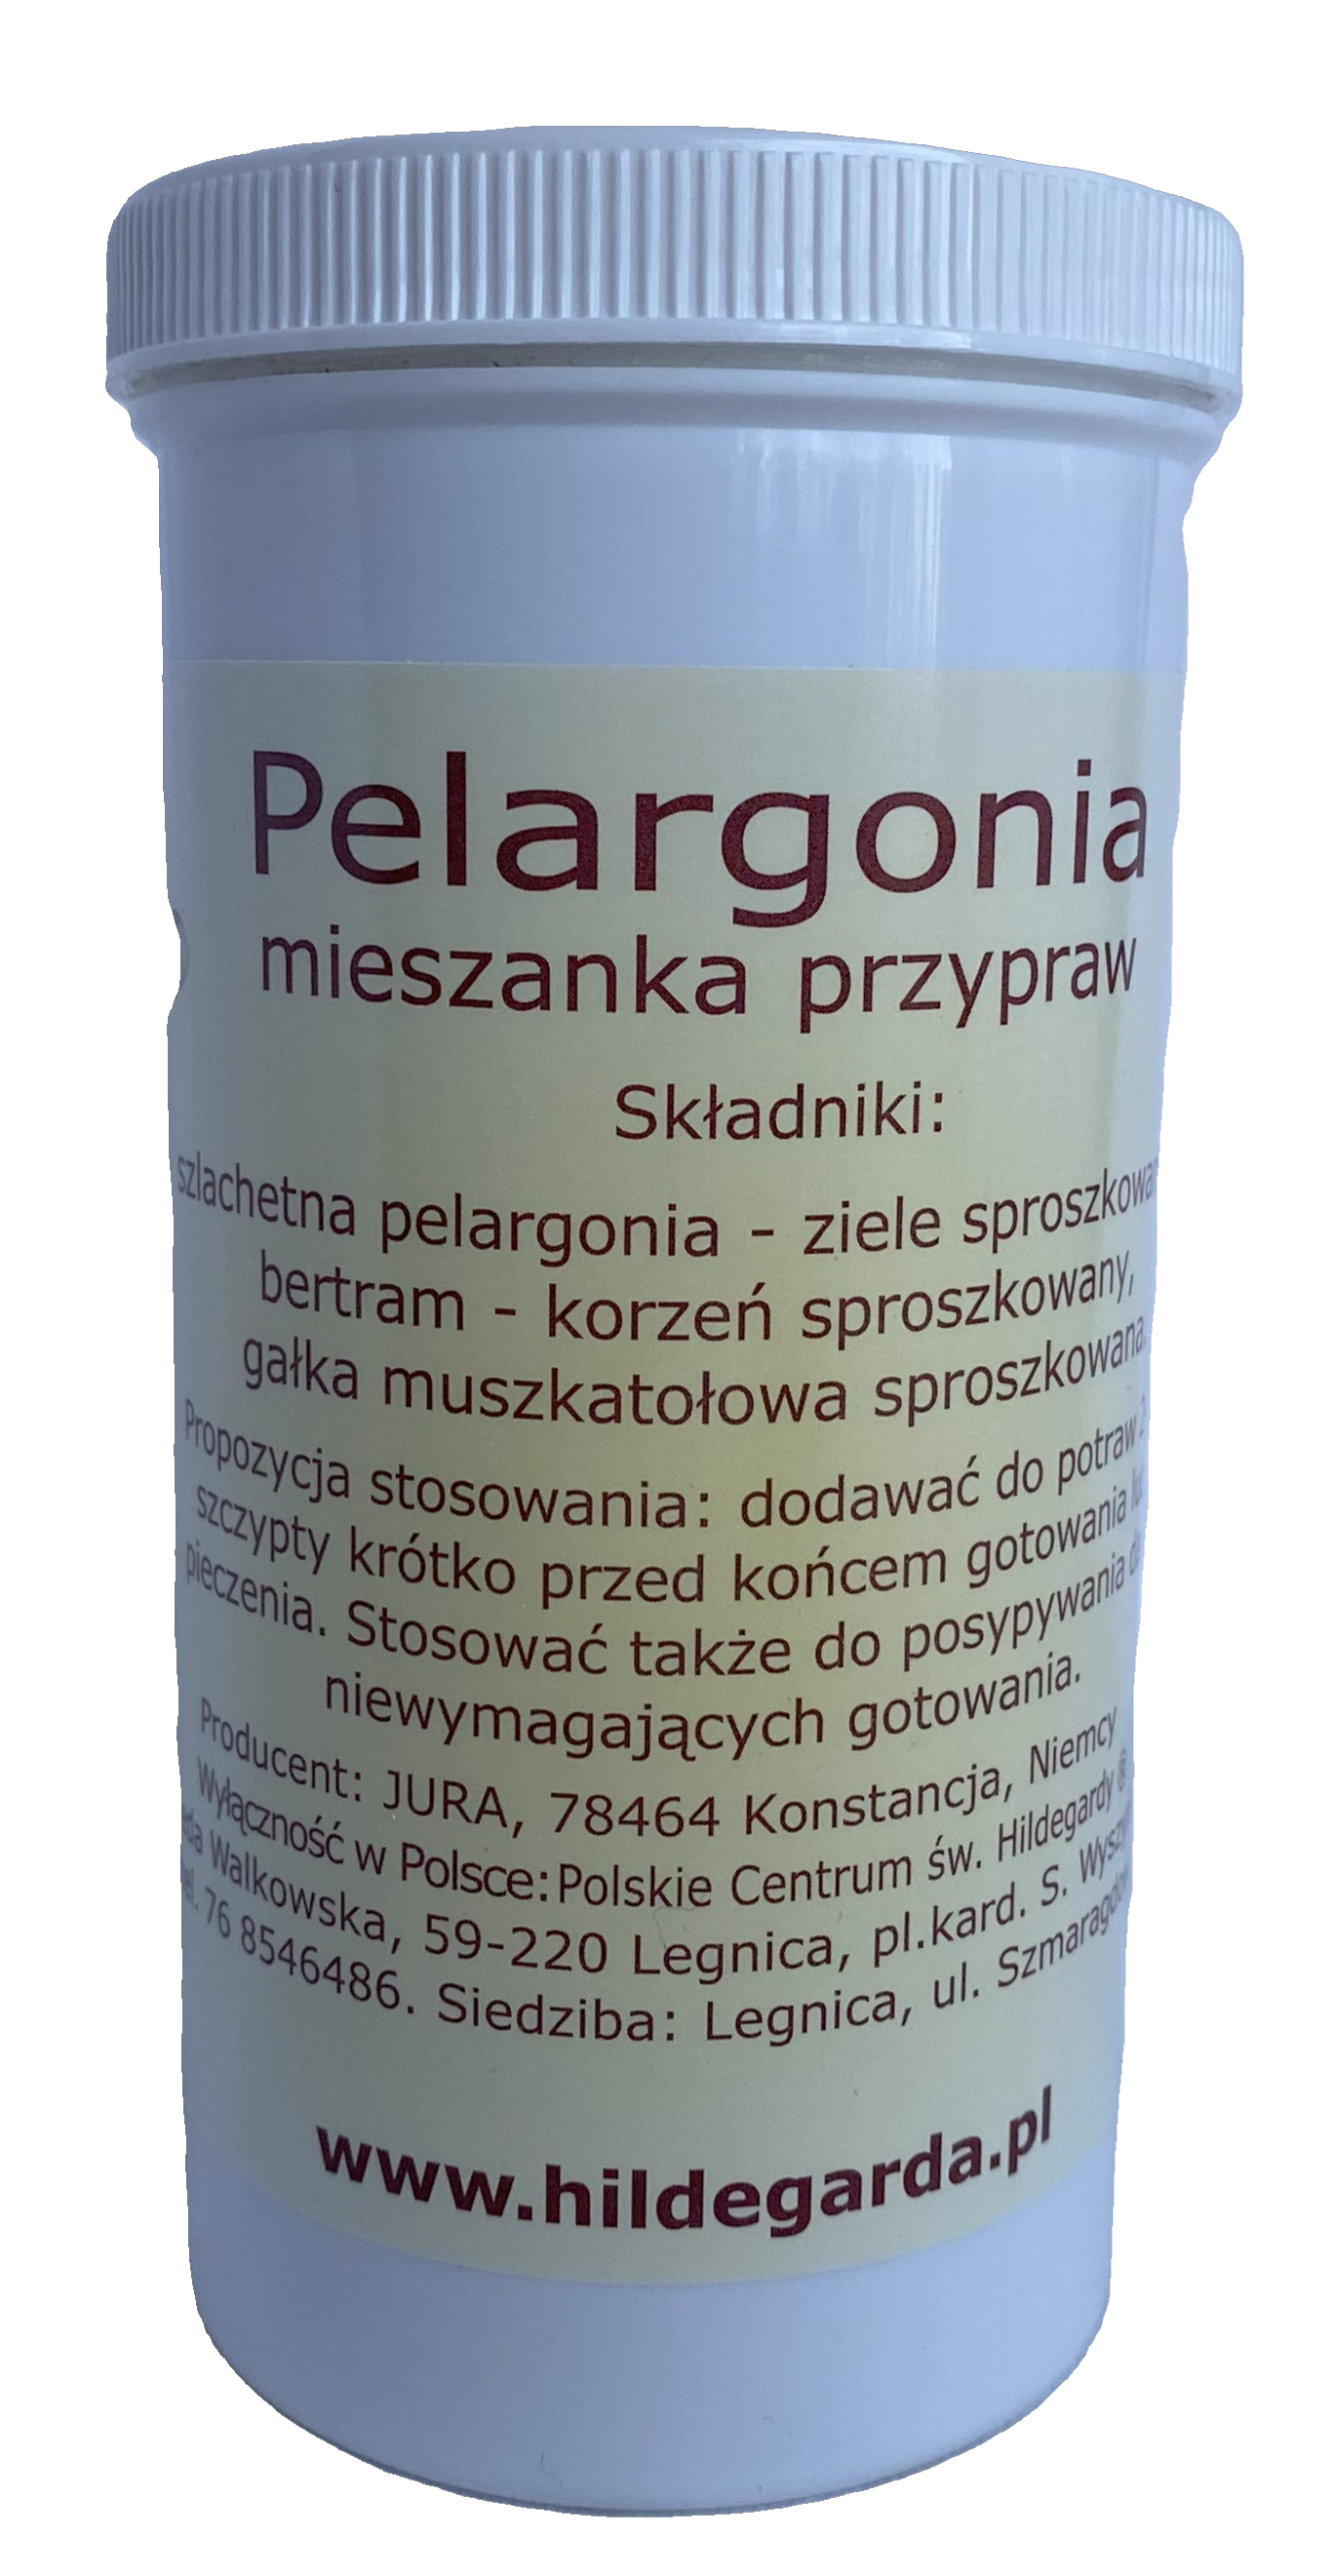 Pelargonia
mieszanka przypraw
Składniki:
szlachetna pelargonia - ziele
bertram - korzeń sproszkowany,
gałka muszkatołowa sproszkowana.
Propozycja stosowania: dodawać do potraw
szczypty krótko przed końcem gotowania
pieczenia. Stosować także do posypywania
niewymagających gotowania.
Producent: JURA, 78464 Konstancja, Niemcy
Wyłączność w Polsce: Polskie Centrum św. Hildegardy ®
Walkowska, 59-220 Legnica, pl.kard. S.
tel. 76 8546486. Siedziba: Legnica, ul.
www.hildegarda.pl